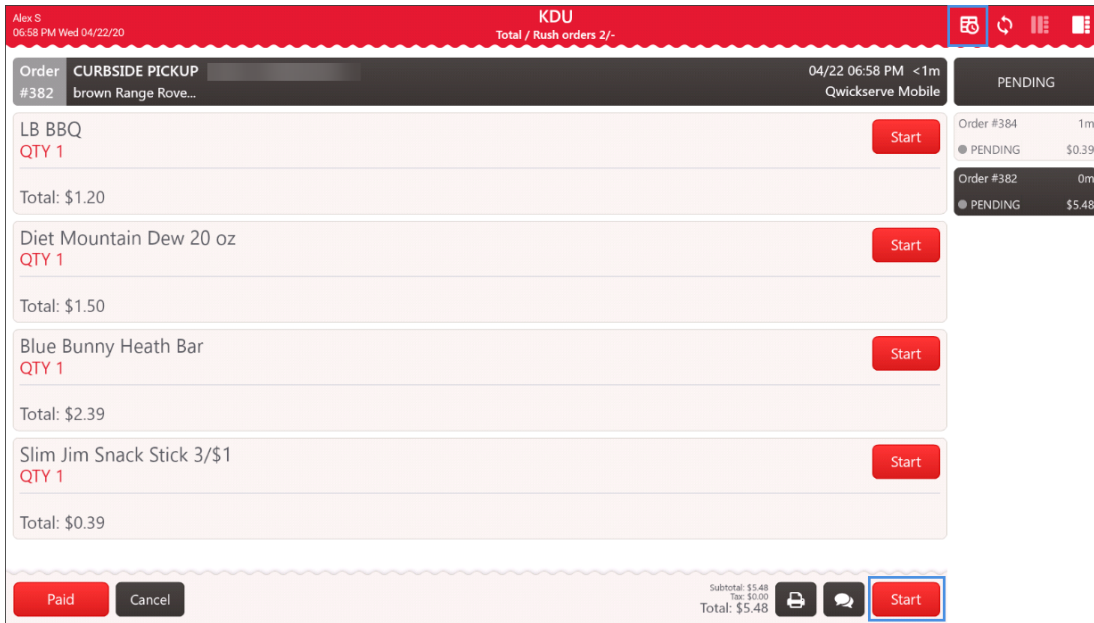 Alex S
06:58 PM Wed 04/22/20
KDU
Total / Rush orders 2/-
Order #382
CURBSIDE PICKUP
brown Range Rove...
04/22 06:58 PM <1m
Qwickserve Mobile
LB BBQ
QTY 1
Start
Total: $1.20
Diet Mountain Dew 20 oz
QTY 1
Start
Total: $1.50
Blue Bunny Heath Bar
QTY 1
Start
Total: $2.39
Slim Jim Snack Stick 3/$1
QTY 1
Start
Total: $0.39
Paid
Cancel
Subtotal: $5.48
Tax: $0.00
Total: $5.48
Start
PENDING
Order #384 1m
PENDING $0.39
Order #382 0m
PENDING $5.48